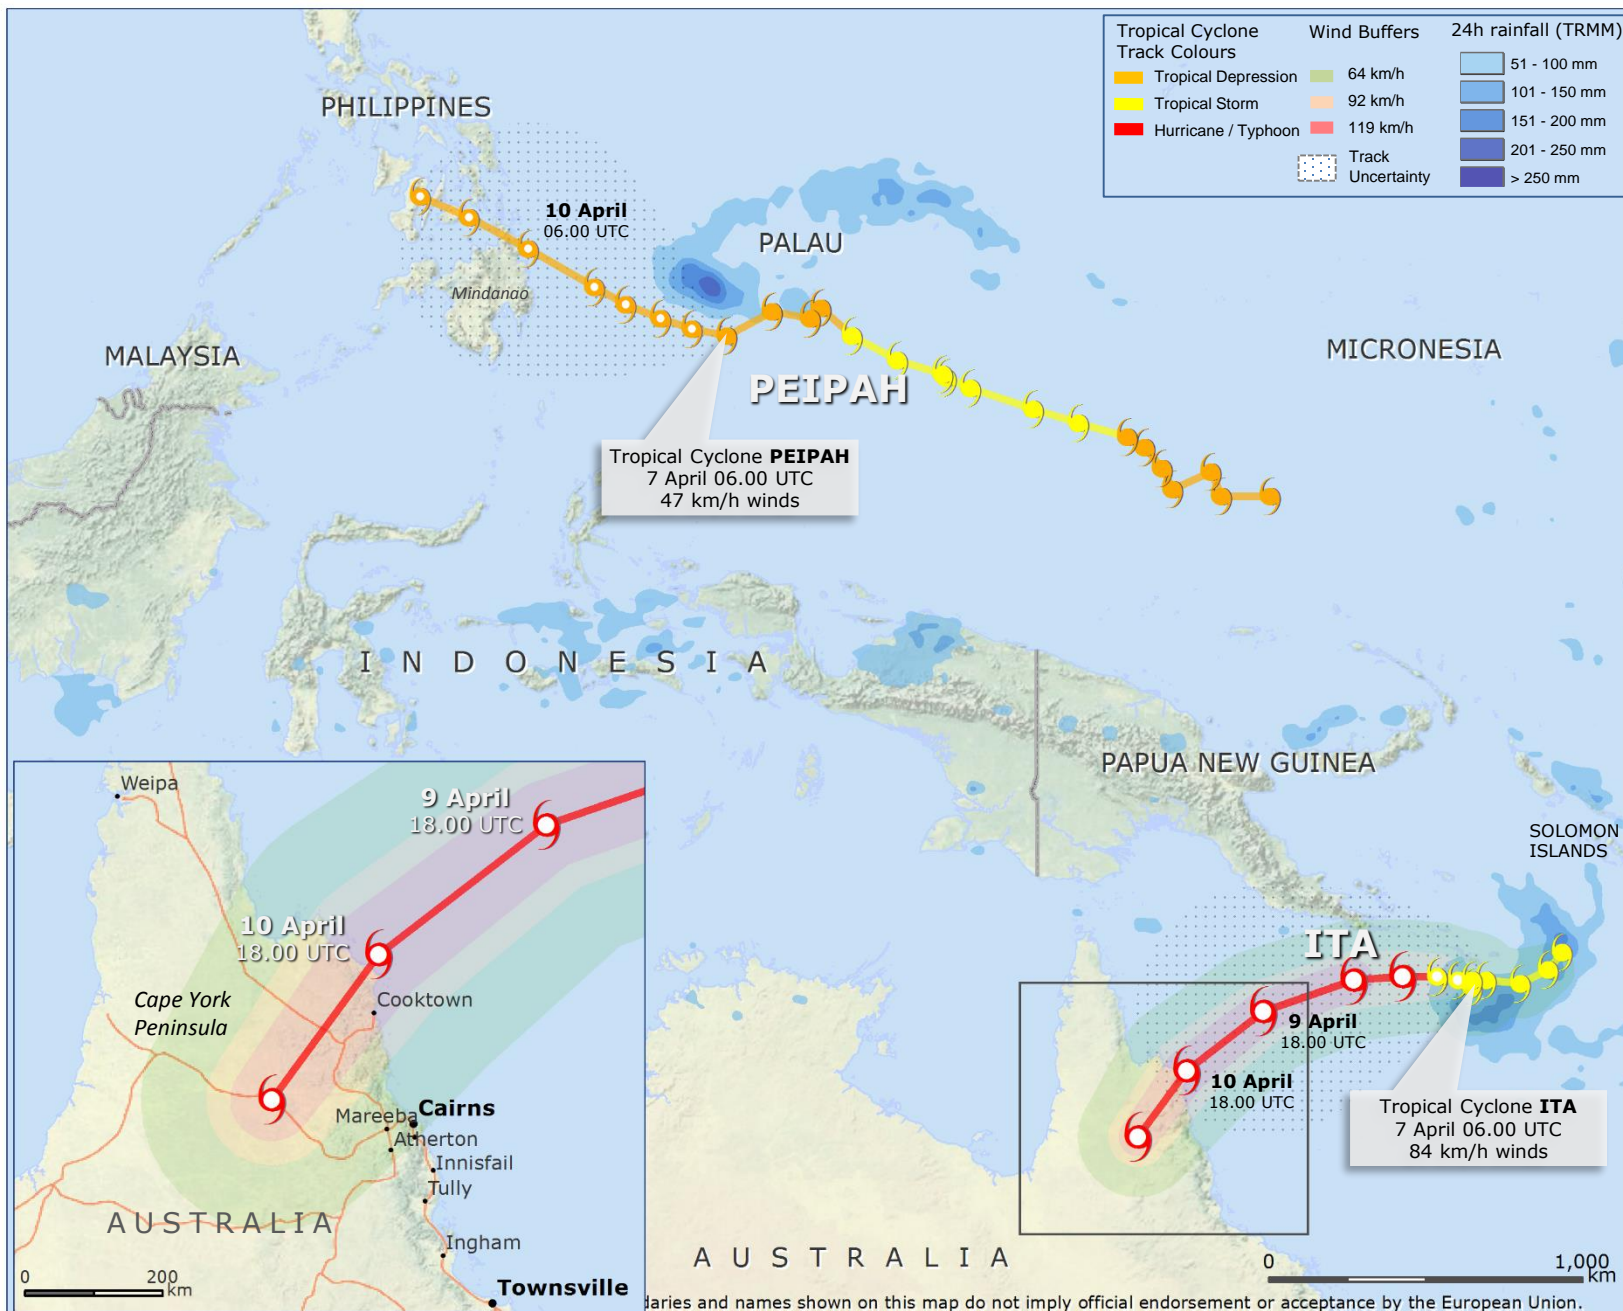 Tropical Cyclone
Track Colours
Tropical Depression
Tropical Storm
Hurricane / Typhoon
Wind Buffers
64 km/h
92 km/h
119 km/h
Track
Uncertainty
24h rainfall (TRMM)
51 - 100 mm
101 - 150 mm
151 - 200 mm
201 - 250 mm
> 250 mm
PHILIPPINES
10 April
06.00 UTC
PALAU
Mindanao
MALAYSIA
MICRONESIA
PEIPAH
Tropical Cyclone PEIPAH
7 April 06.00 UTC
47 km/h winds
INDONESIA
PAPUA NEW GUINEA
SOLOMON
ISLANDS
ITA
9 April
18.00 UTC
10 April
18.00 UTC
Tropical Cyclone ITA
7 April 06.00 UTC
84 km/h winds
AUSTRALIA
0 1,000
km
Weipa
9 April
18.00 UTC
10 April
18.00 UTC
Cape York
Peninsula
Cooktown
Mareeba
Cairns
Atherton
Innisfail
Tully
AUSTRALIA
Ingham
Townsville
0 200
km
daries and names shown on this map do not imply official endorsement or acceptance by the European Union.